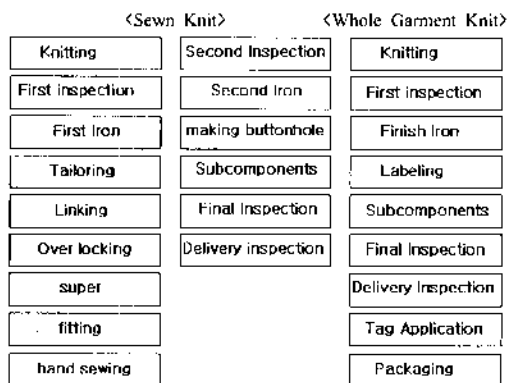 <Sewn Knit>
<Whole Garment Knit>
Knitting
First inspection
First Iron
Tailoring
Linking
Over locking
super
fitting
hand sewing
Second Inspection
Second Iron
making buttonhole
Subcomponents
Final Inspection
Delivery inspection
Knitting
First inspection
Finish Iron
Labeling
Subcomponents
Final Inspection
Delivery Inspection
Tag Application
Packaging